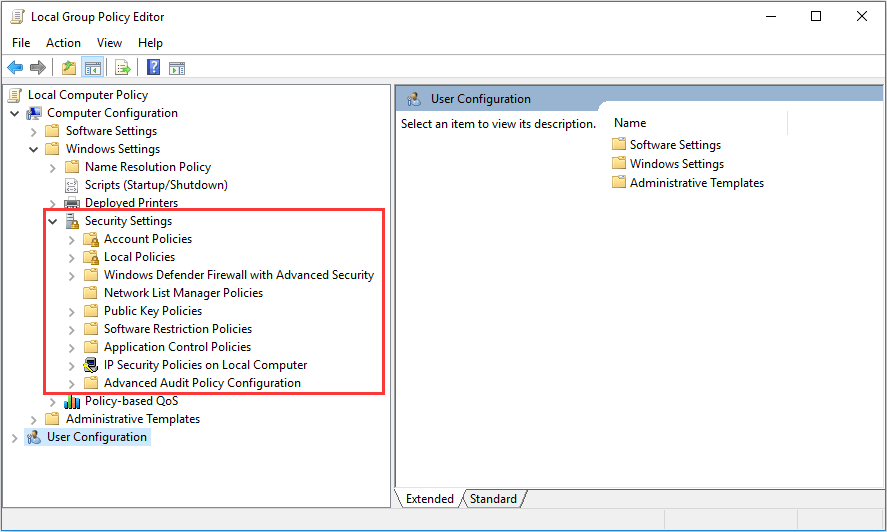 Local Group Policy Editor
File Action View Help
Local Computer Policy
Computer Configuration
Software Settings
Windows Settings
Name Resolution Policy
Scripts (Startup/Shutdown)
Deployed Printers
Security Settings
Account Policies
Local Policies
Windows Defender Firewall with Advanced Security
Network List Manager Policies
Public Key Policies
Software Restriction Policies
Application Control Policies
IP Security Policies on Local Computer
Advanced Audit Policy Configuration
Policy-based QoS
Administrative Templates
User Configuration
User Configuration
Select an item to view its description.
Name
Software Settings
Windows Settings
Administrative Templates
Extended Standard